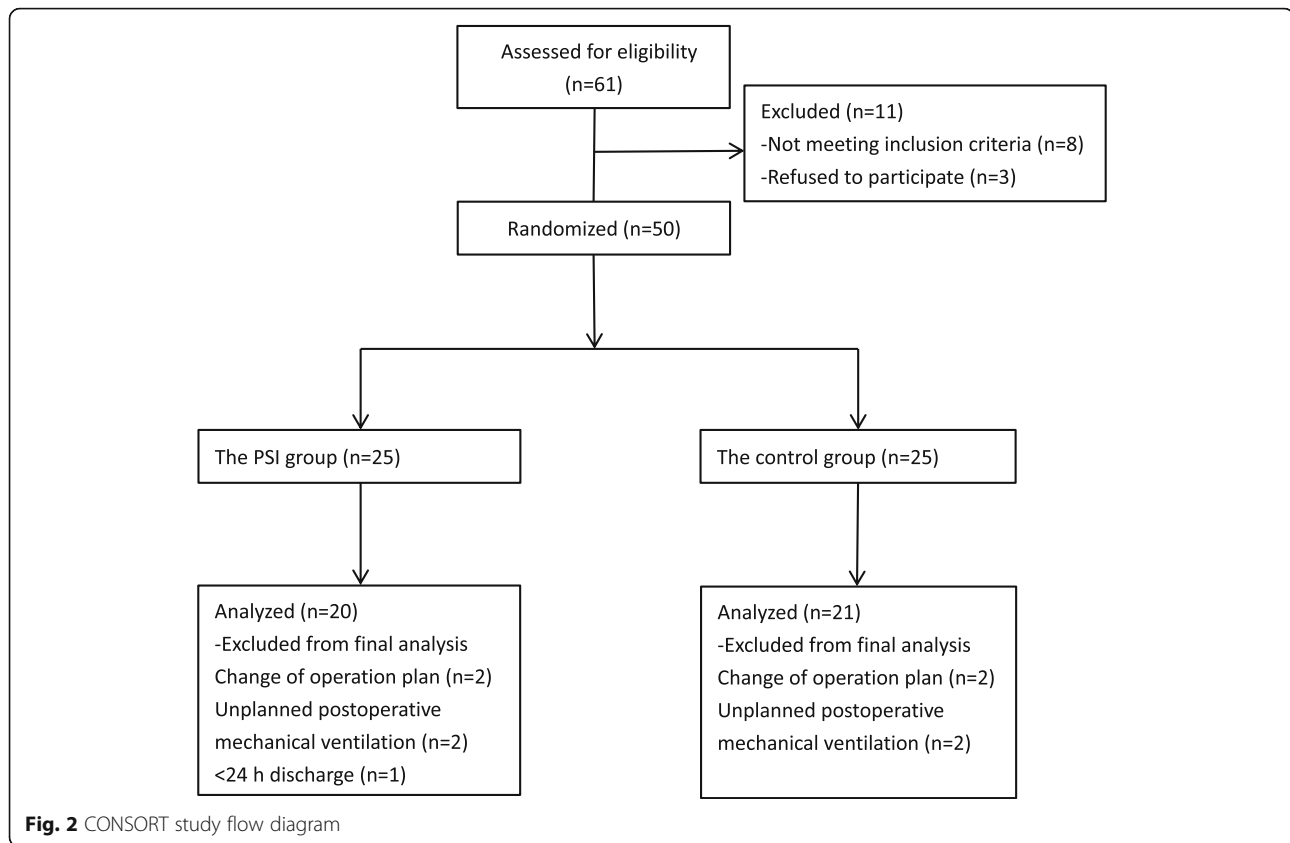 Assessed for eligibility
(n=61)
Excluded (n=11)
-Not meeting inclusion criteria (n=8)
-Refused to participate (n=3)
Randomized (n=50)
The PSI group (n=25)
The control group (n=25)
Analyzed (n=20)
-Excluded from final analysis
Change of operation plan (n=2)
Unplanned postoperative
mechanical ventilation (n=2)
<24 h discharge (n=1)
Analyzed (n=21)
-Excluded from final analysis
Change of operation plan (n=2)
Unplanned postoperative
mechanical ventilation (n=2)
Fig. 2 CONSORT study flow diagram